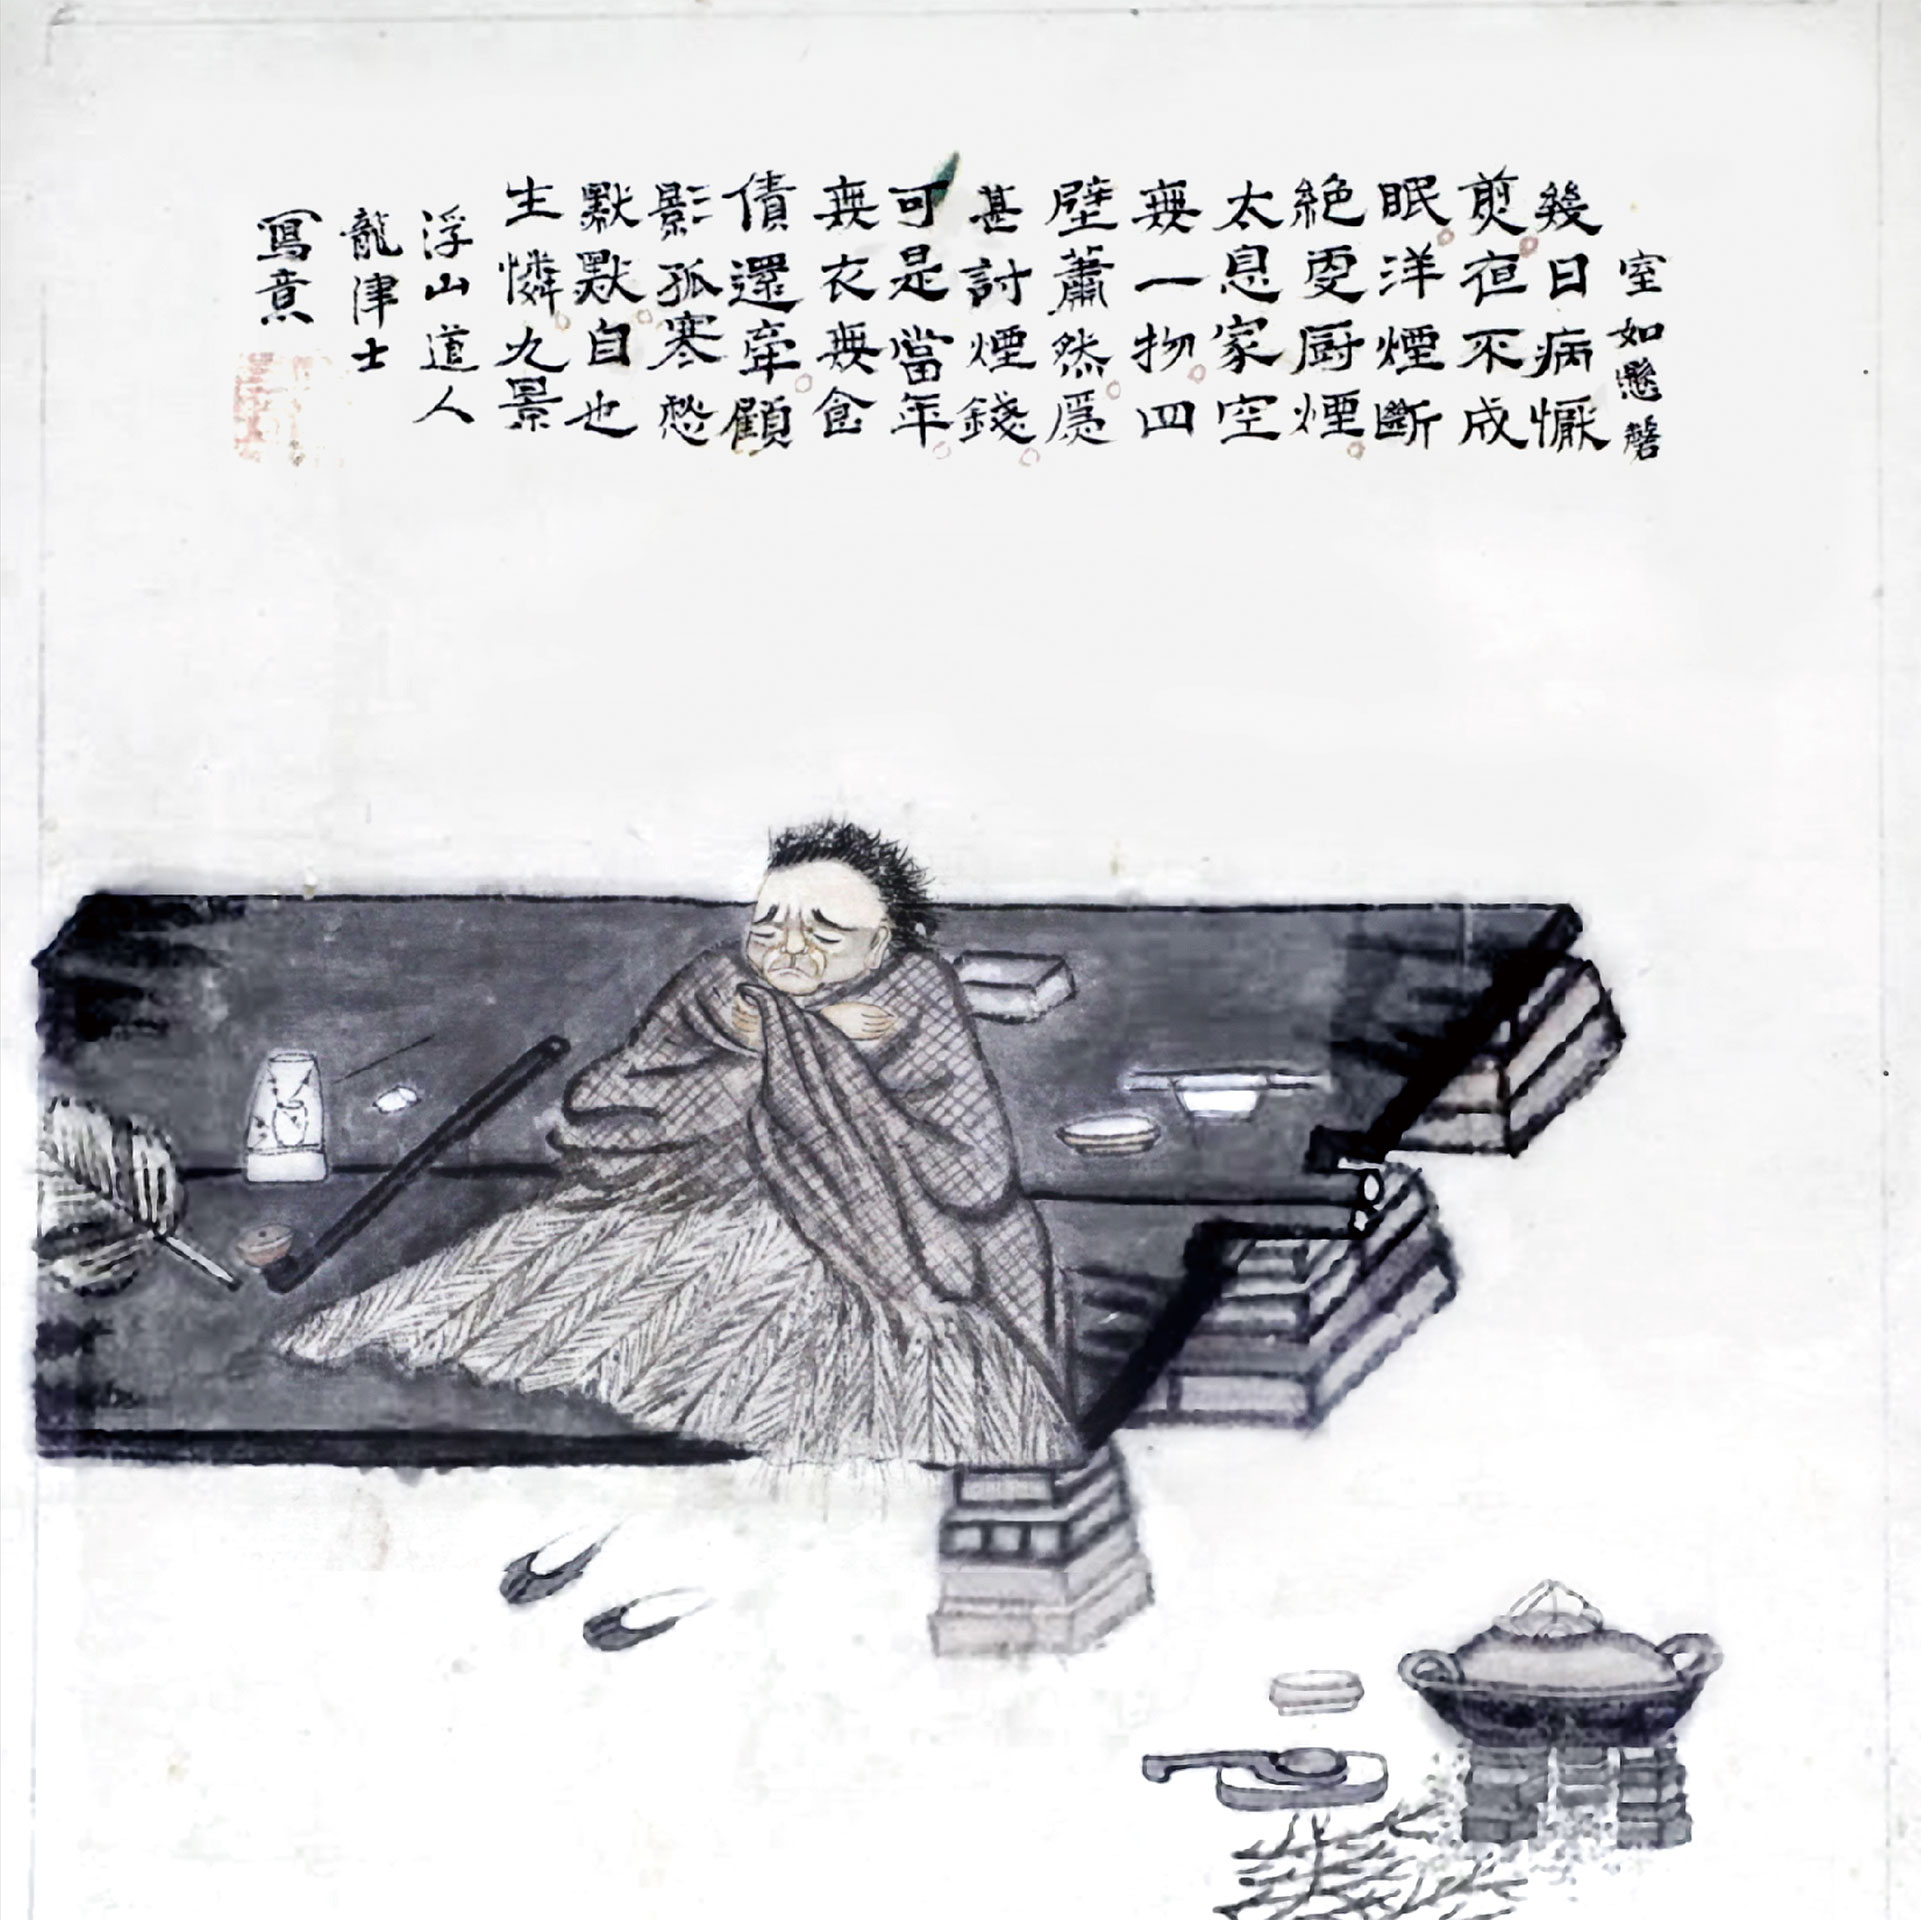 室如懸磬
幾日病懨
煎夜不成
眠洋煙斷
絕更厨煙
太息家空
無一物四
壁蕭然爲
甚討煙錢
可是當年
無衣無食
債還牽顧
影孤寒愁
默默自也
生憐九景
浮山道人
龍津士
寫意